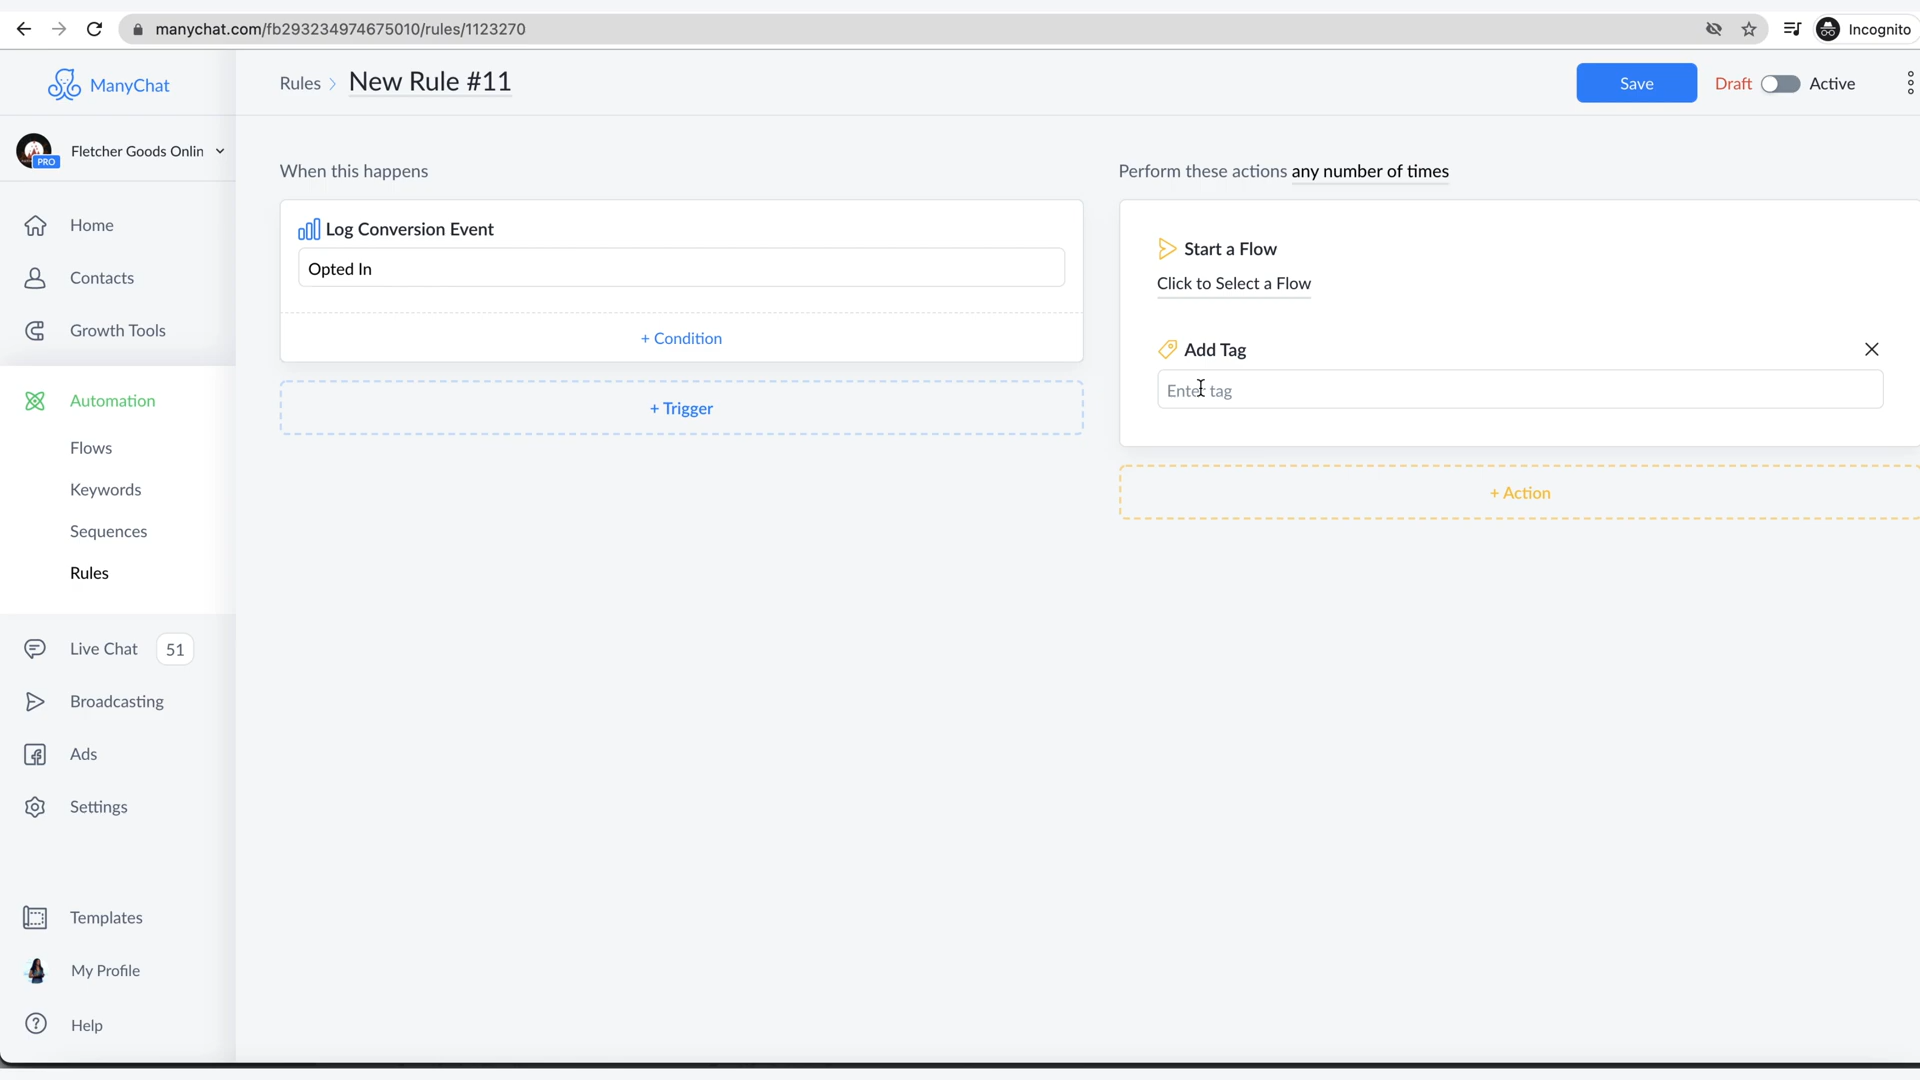 manychat.com/fb293234974675010/rules/1123270
Incognito
ManyChat
Rules > New Rule #11
Save
Draft
Active
PRO
Fletcher Goods Onlin
When this happens
Perform these actions any number of times
Home
Contacts
Growth Tools
Automation
Flows
Keywords
Sequences
Rules
Live Chat 51
Broadcasting
Ads
Settings
Templates
My Profile
Help
Log Conversion Event
Opted In
+ Condition
+ Trigger
Start a Flow
Click to Select a Flow
Add Tag
Enter tag
+ Action